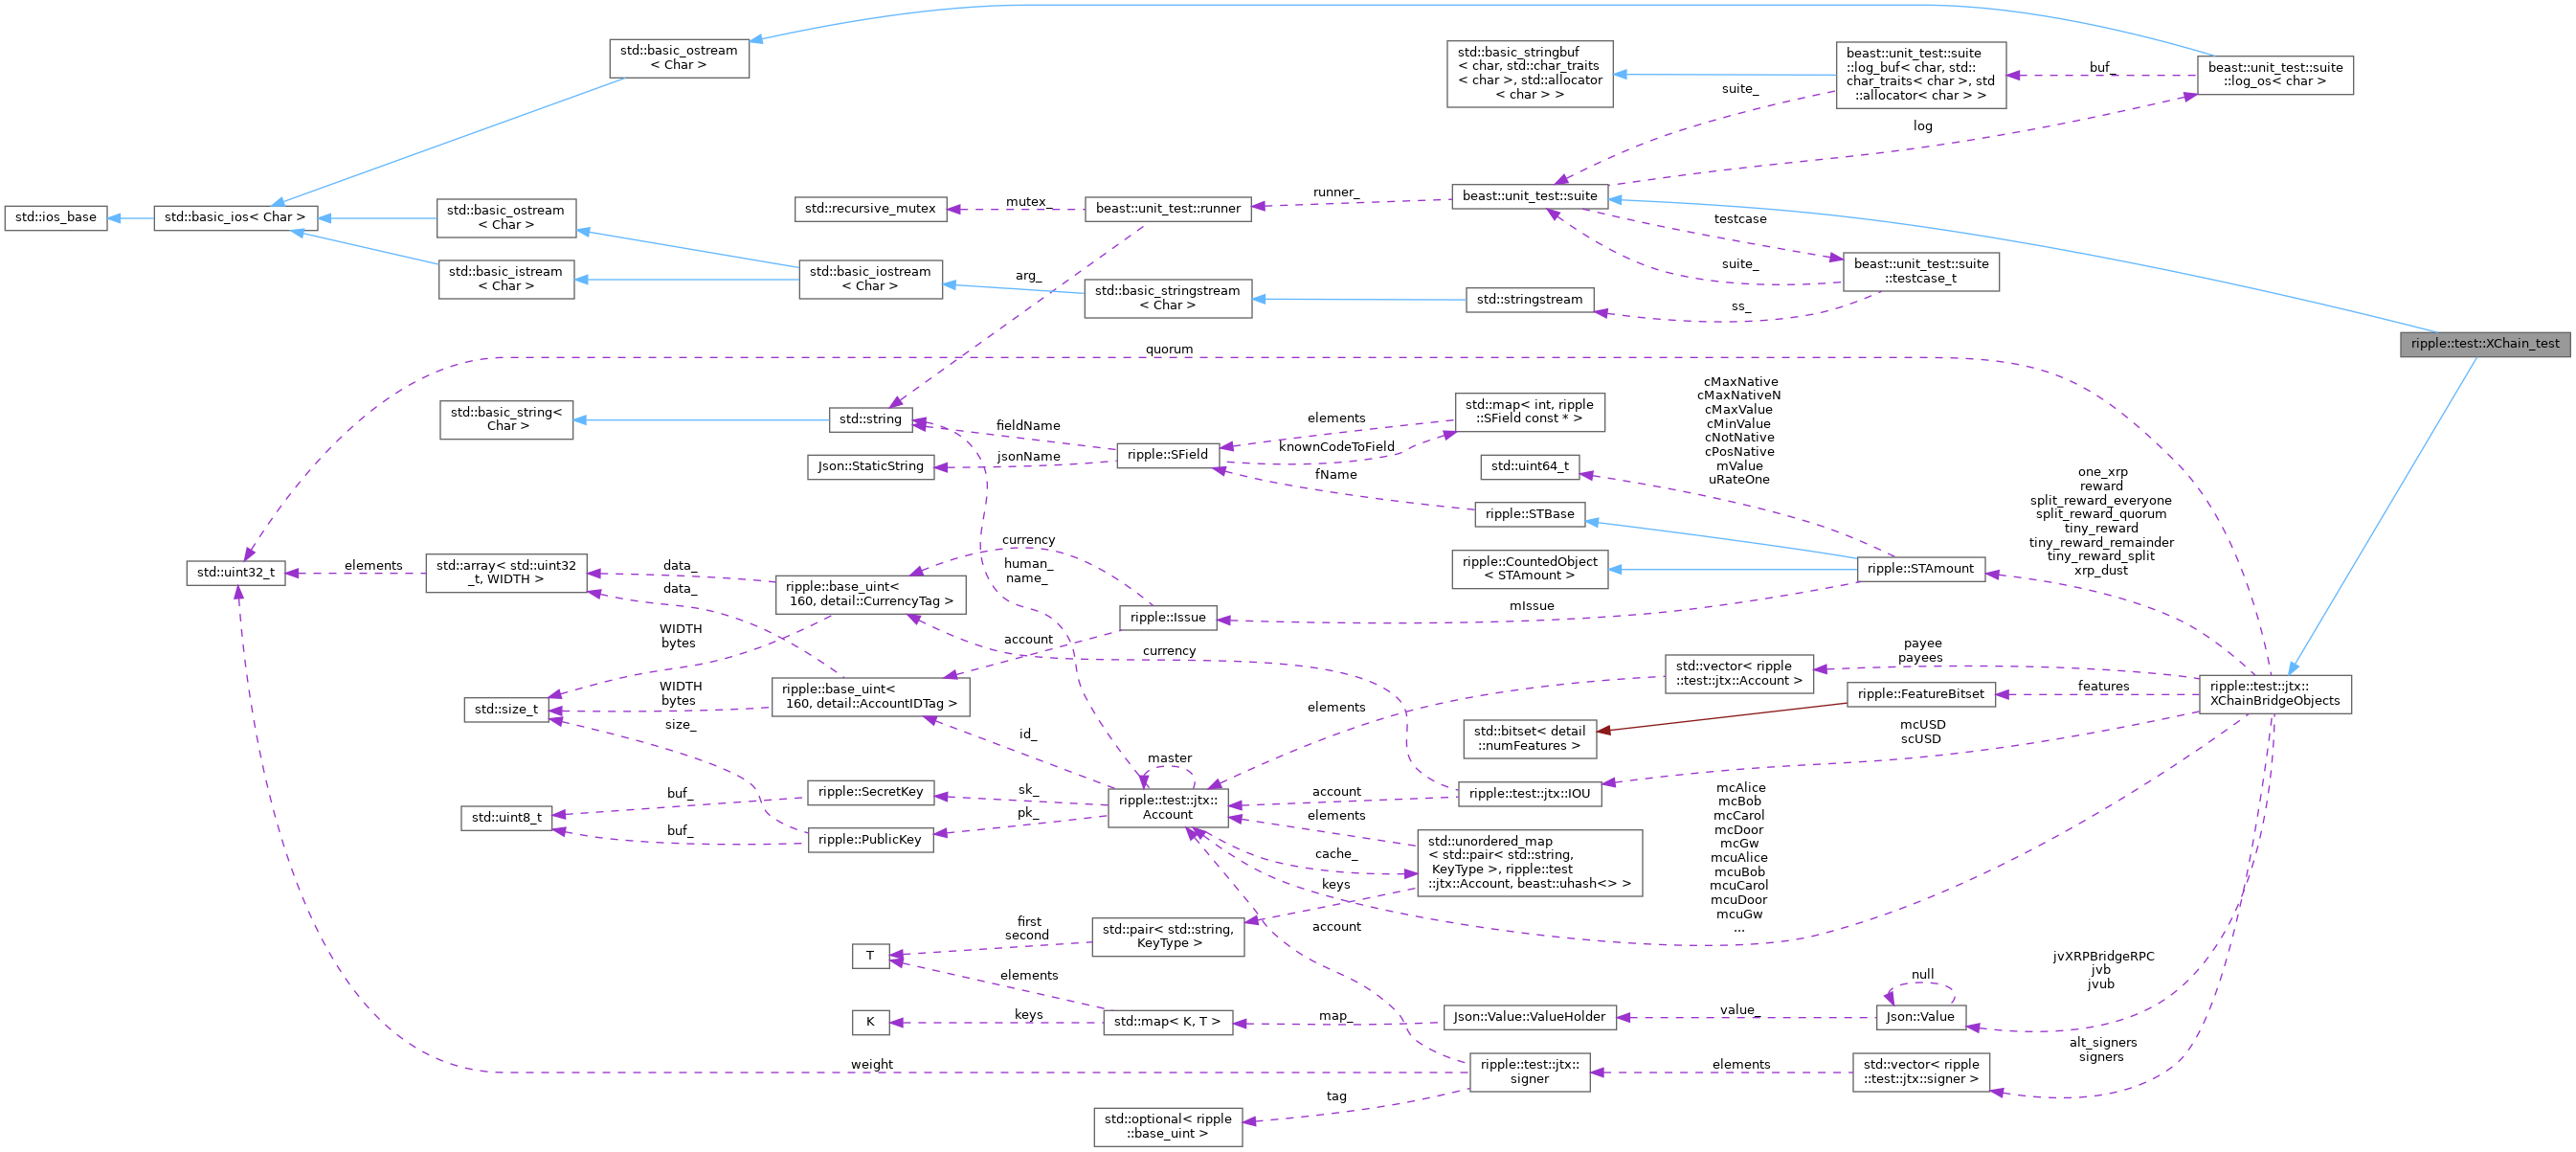 std::basic_ostream
< Char >
std::basic_stringbuf
< char, std::char_traits
< char >, std::allocator
< char > >
beast::unit_test::suite
::log_buf< char, std::
char_traits< char >, std
::allocator< char > >
buf_
beast::unit_test::suite
::log_os< char >
suite_
log
std::ios_base
std::basic_ios< Char >
std::basic_ostream
< Char >
std::recursive_mutex
mutex_
beast::unit_test::runner
runner_
beast::unit_test::suite
testcase
std::basic_istream
< Char >
std::basic_iostream
< Char >
arg_
std::basic_stringstream
< Char >
std::stringstream
suite_
ss_
beast::unit_test::suite
::testcase_t
ripple::test::XChain_test
quorum
std::basic_string<
Char >
std::string
fieldName
Json::StaticString
jsonName
ripple::SField
elements
knownCodeToField
fName
std::map< int, ripple
::SField const * >
cMaxNative
cMaxNativeN
cMaxValue
cMinValue
cNotNative
cPosNative
mValue
uRateOne
std::uint64_t
ripple::STBase
ripple::CountedObject
< STAmount >
ripple::STAmount
one_xrp
reward
split_reward_everyone
split_reward_quorum
tiny_reward
tiny_reward_remainder
tiny_reward_split
xrp_dust
std::uint32_t
elements
std::array< std::uint32
_t, WIDTH >
data_
data_
ripple::base_uint<
160, detail::CurrencyTag >
currency
human_
name_
ripple::Issue
mIssue
account
currency
WIDTH
bytes
WIDTH
bytes
size_
std::size_t
ripple::base_uint<
160, detail::AccountIDTag >
id_
std::vector< ripple
::test::jtx::Account >
payee
payees
ripple::FeatureBitset
features
ripple::test::jtx::
XChainBridgeObjects
elements
std::bitset< detail
::numFeatures >
mcUSD
scUSD
master
ripple::test::jtx::
Account
account
ripple::test::jtx::IOU
elements
buf_
ripple::SecretKey
sk_
std::uint8_t
buf_
ripple::PublicKey
pk_
cache_
keys
std::unordered_map
< std::pair< std::string,
KeyType >, ripple::test
::jtx::Account, beast::uhash<> >
mcAlice
mcBob
mcCarol
mcDoor
mcGw
mcuAlice
mcuBob
mcuCarol
mcuDoor
mcuGw
...
account
first
second
std::pair< std::string,
KeyType >
T
elements
K
keys
std::map< K, T >
map_
Json::Value::ValueHolder
value_
null
Json::Value
jvXRPBridgeRPC
jvb
jvub
weight
ripple::test::jtx::
signer
elements
std::vector< ripple
::test::jtx::signer >
alt_signers
signers
tag
std::optional< ripple
::base_uint >